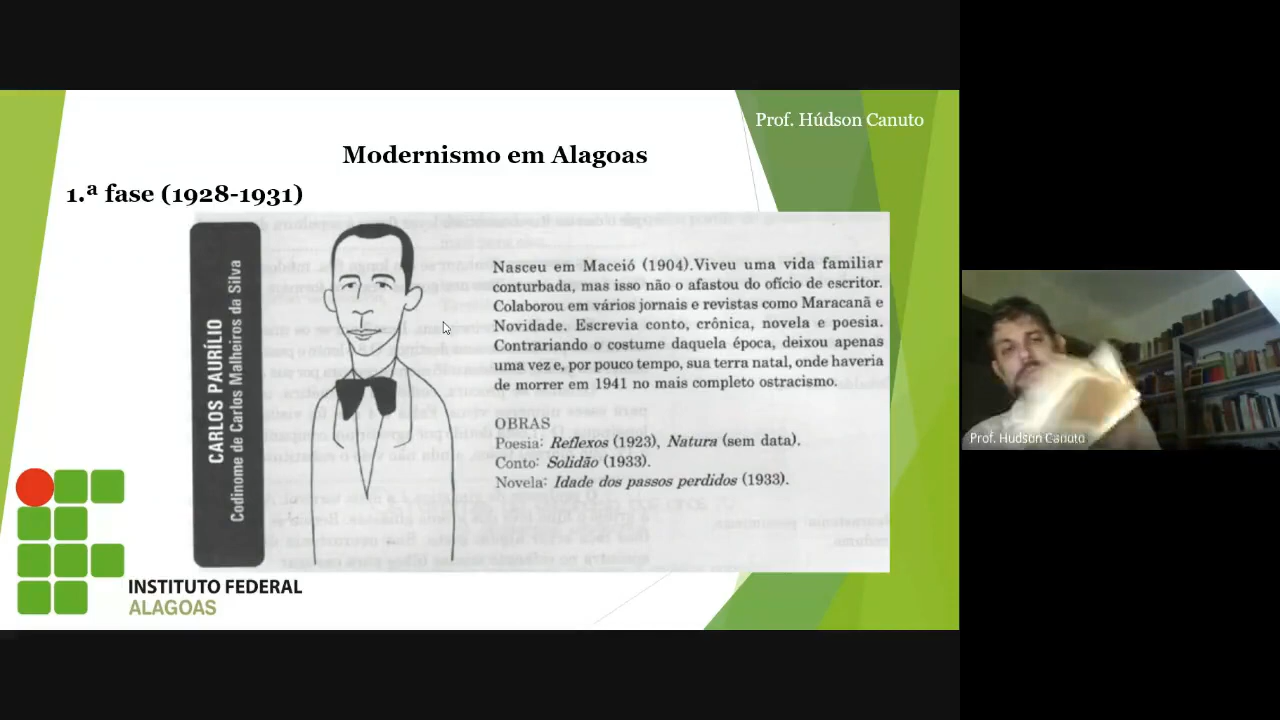 Prof. Húdson Canuto
Modernismo em Alagoas
1.ª fase (1928-1931)
CARLOS PAURÍLIO
Codinome de Carlos Malheiros da Silva
Nasceu em Maceió (1904).Viveu uma vida familiar
conturbada, mas isso não o afastou do ofício de escritor.
Colaborou em vários jornais e revistas como Maracanã e
Novidade. Escrevia conto, crônica, novela e poesia.
Contrariando o costume daquela época, deixou apenas
uma vez e, por pouco tempo, sua terra natal, onde haveria
de morrer em 1941 no mais completo ostracismo.
OBRAS
Poesia: Reflexos (1923), Natura (sem data).
Conto: Solidão (1933).
Novela: Idade dos passos perdidos (1933).
INSTITUTO FEDERAL
ALAGOAS
Prof. Hudson Canuto